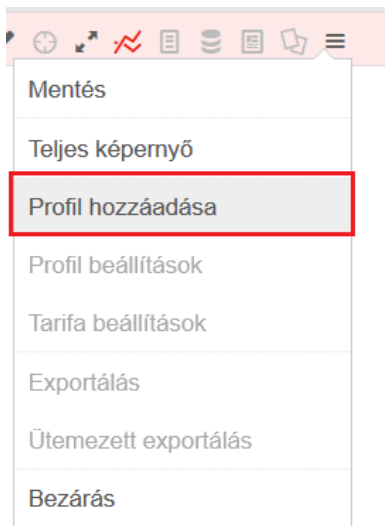 Mentés
Teljes képernyő
Profil hozzáadása
Profil beállítások
Tarifa beállítások
Exportálás
Ütemezett exportálás
Bezárás